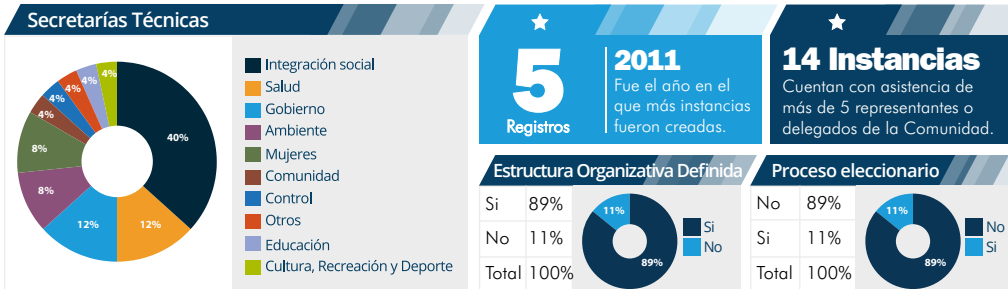 Secretarías Técnicas
4%
4%
4%
4%
4%
8%
8%
12%
12%
40%
Integración social
Salud
Gobierno
Ambiente
Mujeres
Comunidad
Control
Otros
Educación
Cultura, Recreación y Deporte
5
Registros
2011
Fue el año en el
que más instancias
fueron creadas.
14 Instancias
Cuentan con asistencia de
más de 5 representantes o
delegados de la Comunidad.
Estructura Organizativa Definida
Si 89%
No 11%
Total 100%
11%
89%
Si
No
Proceso eleccionario
No 89%
Si 11%
Total 100%
11%
89%
No
Si